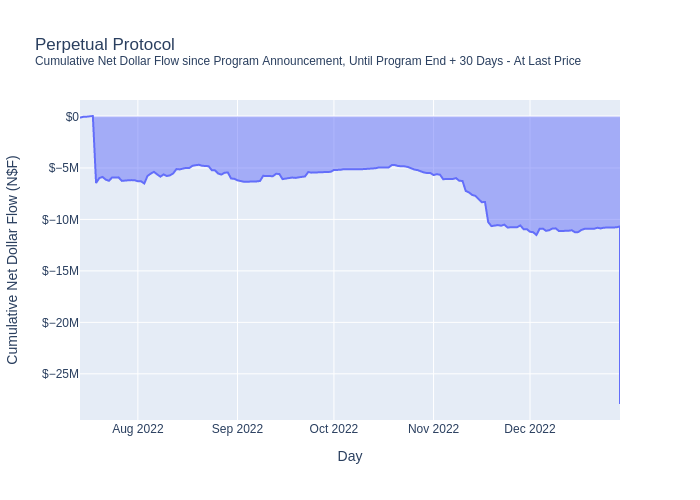 Perpetual Protocol
Cumulative Net Dollar Flow since Program Announcement, Until Program End + 30 Days - At Last Price
Cumulative Net Dollar Flow (N$F)
$0
$−5M
$−10M
$−15M
$−20M
$−25M
Aug 2022
Sep 2022
Oct 2022
Nov 2022
Dec 2022
Day